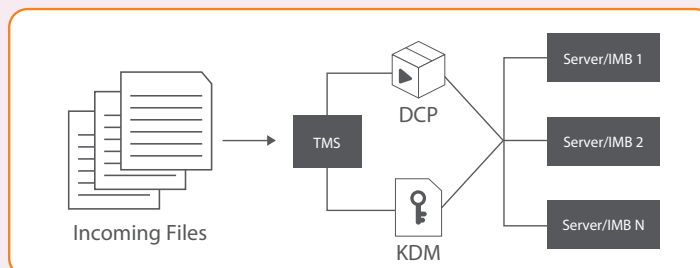 Incoming Files
TMS
DCP
KDM
Server/IMB 1
Server/IMB 2
Server/IMB N